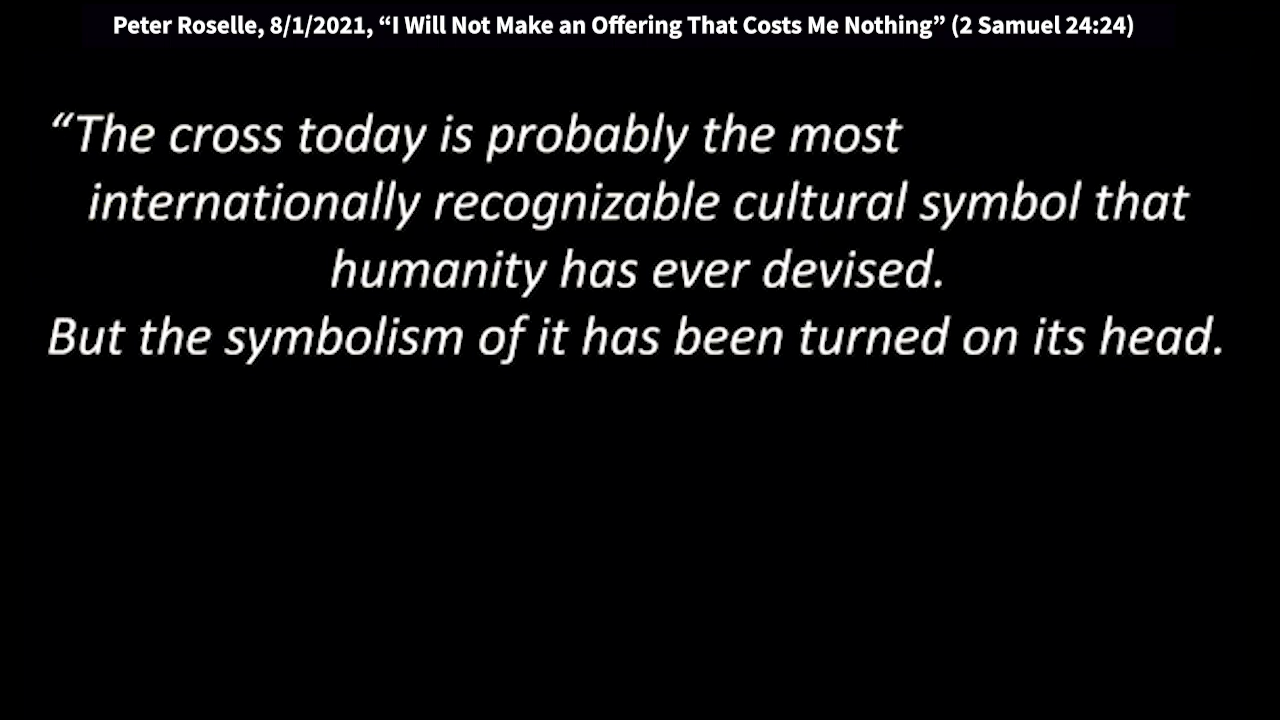 Peter Roselle, 8/1/2021, “I Will Not Make an Offering That Costs Me Nothing” (2 Samuel 24:24)
“The cross today is probably the most
internationally recognizable cultural symbol that
humanity has ever devised.
But the symbolism of it has been turned on its head.